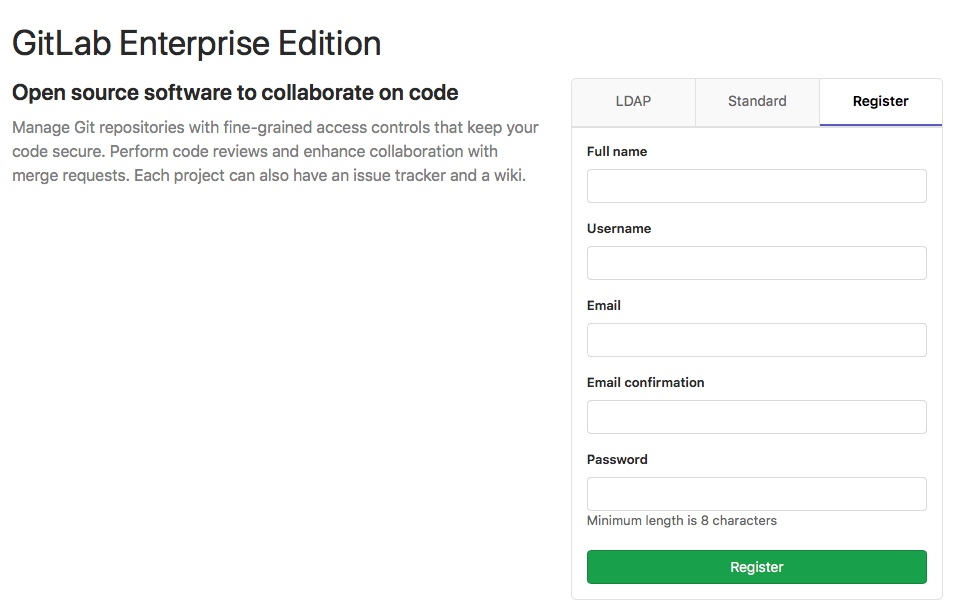 GitLab Enterprise Edition
Open source software to collaborate on code
Manage Git repositories with fine-grained access controls that keep your
code secure. Perform code reviews and enhance collaboration with
merge requests. Each project can also have an issue tracker and a wiki.
LDAP Standard Register
Full name
Username
Email
Email confirmation
Password
Minimum length is 8 characters
Register